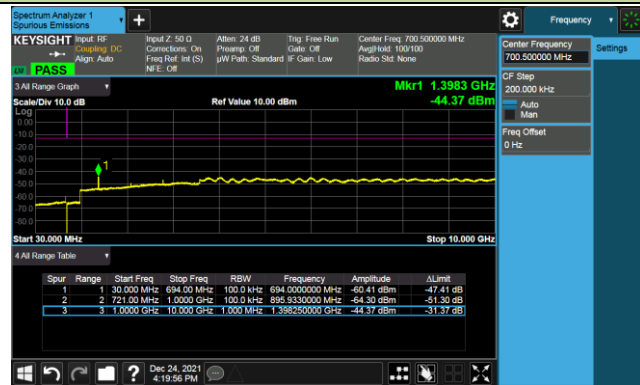 Spectrum Analyzer 1
Spurious Emissions
Frequency
KEYSIGHT
Input: RF
Coupling: DC
Align: Auto
Input Z: 50 Ω
Corrections: On
Freq Ref: Int (S)
NFE: Off
Atten: 24 dB
Preamp: Off
µW Path: Standard
Trig: Free Run
Gate: Off
IF Gain: Low
Center Freq: 700.500000 MHz
Avg|Hold: 100/100
Radio Std: None
PASS
Center Frequency
700.500000 MHz
Settings
CF Step
200.000 kHz
Auto
Man
Freq Offset
0 Hz
3 All Range Graph
Mkr1 1.3983 GHz
Scale/Div 10.0 dB
Ref Value 10.00 dBm
-44.37 dBm
Log
0.00
-10.0
-20.0
-30.0
-40.0
-50.0
-60.0
-70.0
-80.0
1
Start 30.000 MHz
Stop 10.000 GHz
4 All Range Table
Spur Range Start Freq Stop Freq RBW Frequency Amplitude ΔLimit
1 1 30.000 MHz 694.00 MHz 100.0 kHz 694.0000000 MHz -60.41 dBm -47.41 dB
2 2 721.00 MHz 1.0000 GHz 100.0 kHz 895.9330000 MHz -64.30 dBm -51.30 dB
3 3 1.0000 GHz 10.000 GHz 1.000 MHz 1.398250000 GHz -44.37 dBm -31.37 dB
?
Dec 24, 2021
4:19:56 PM